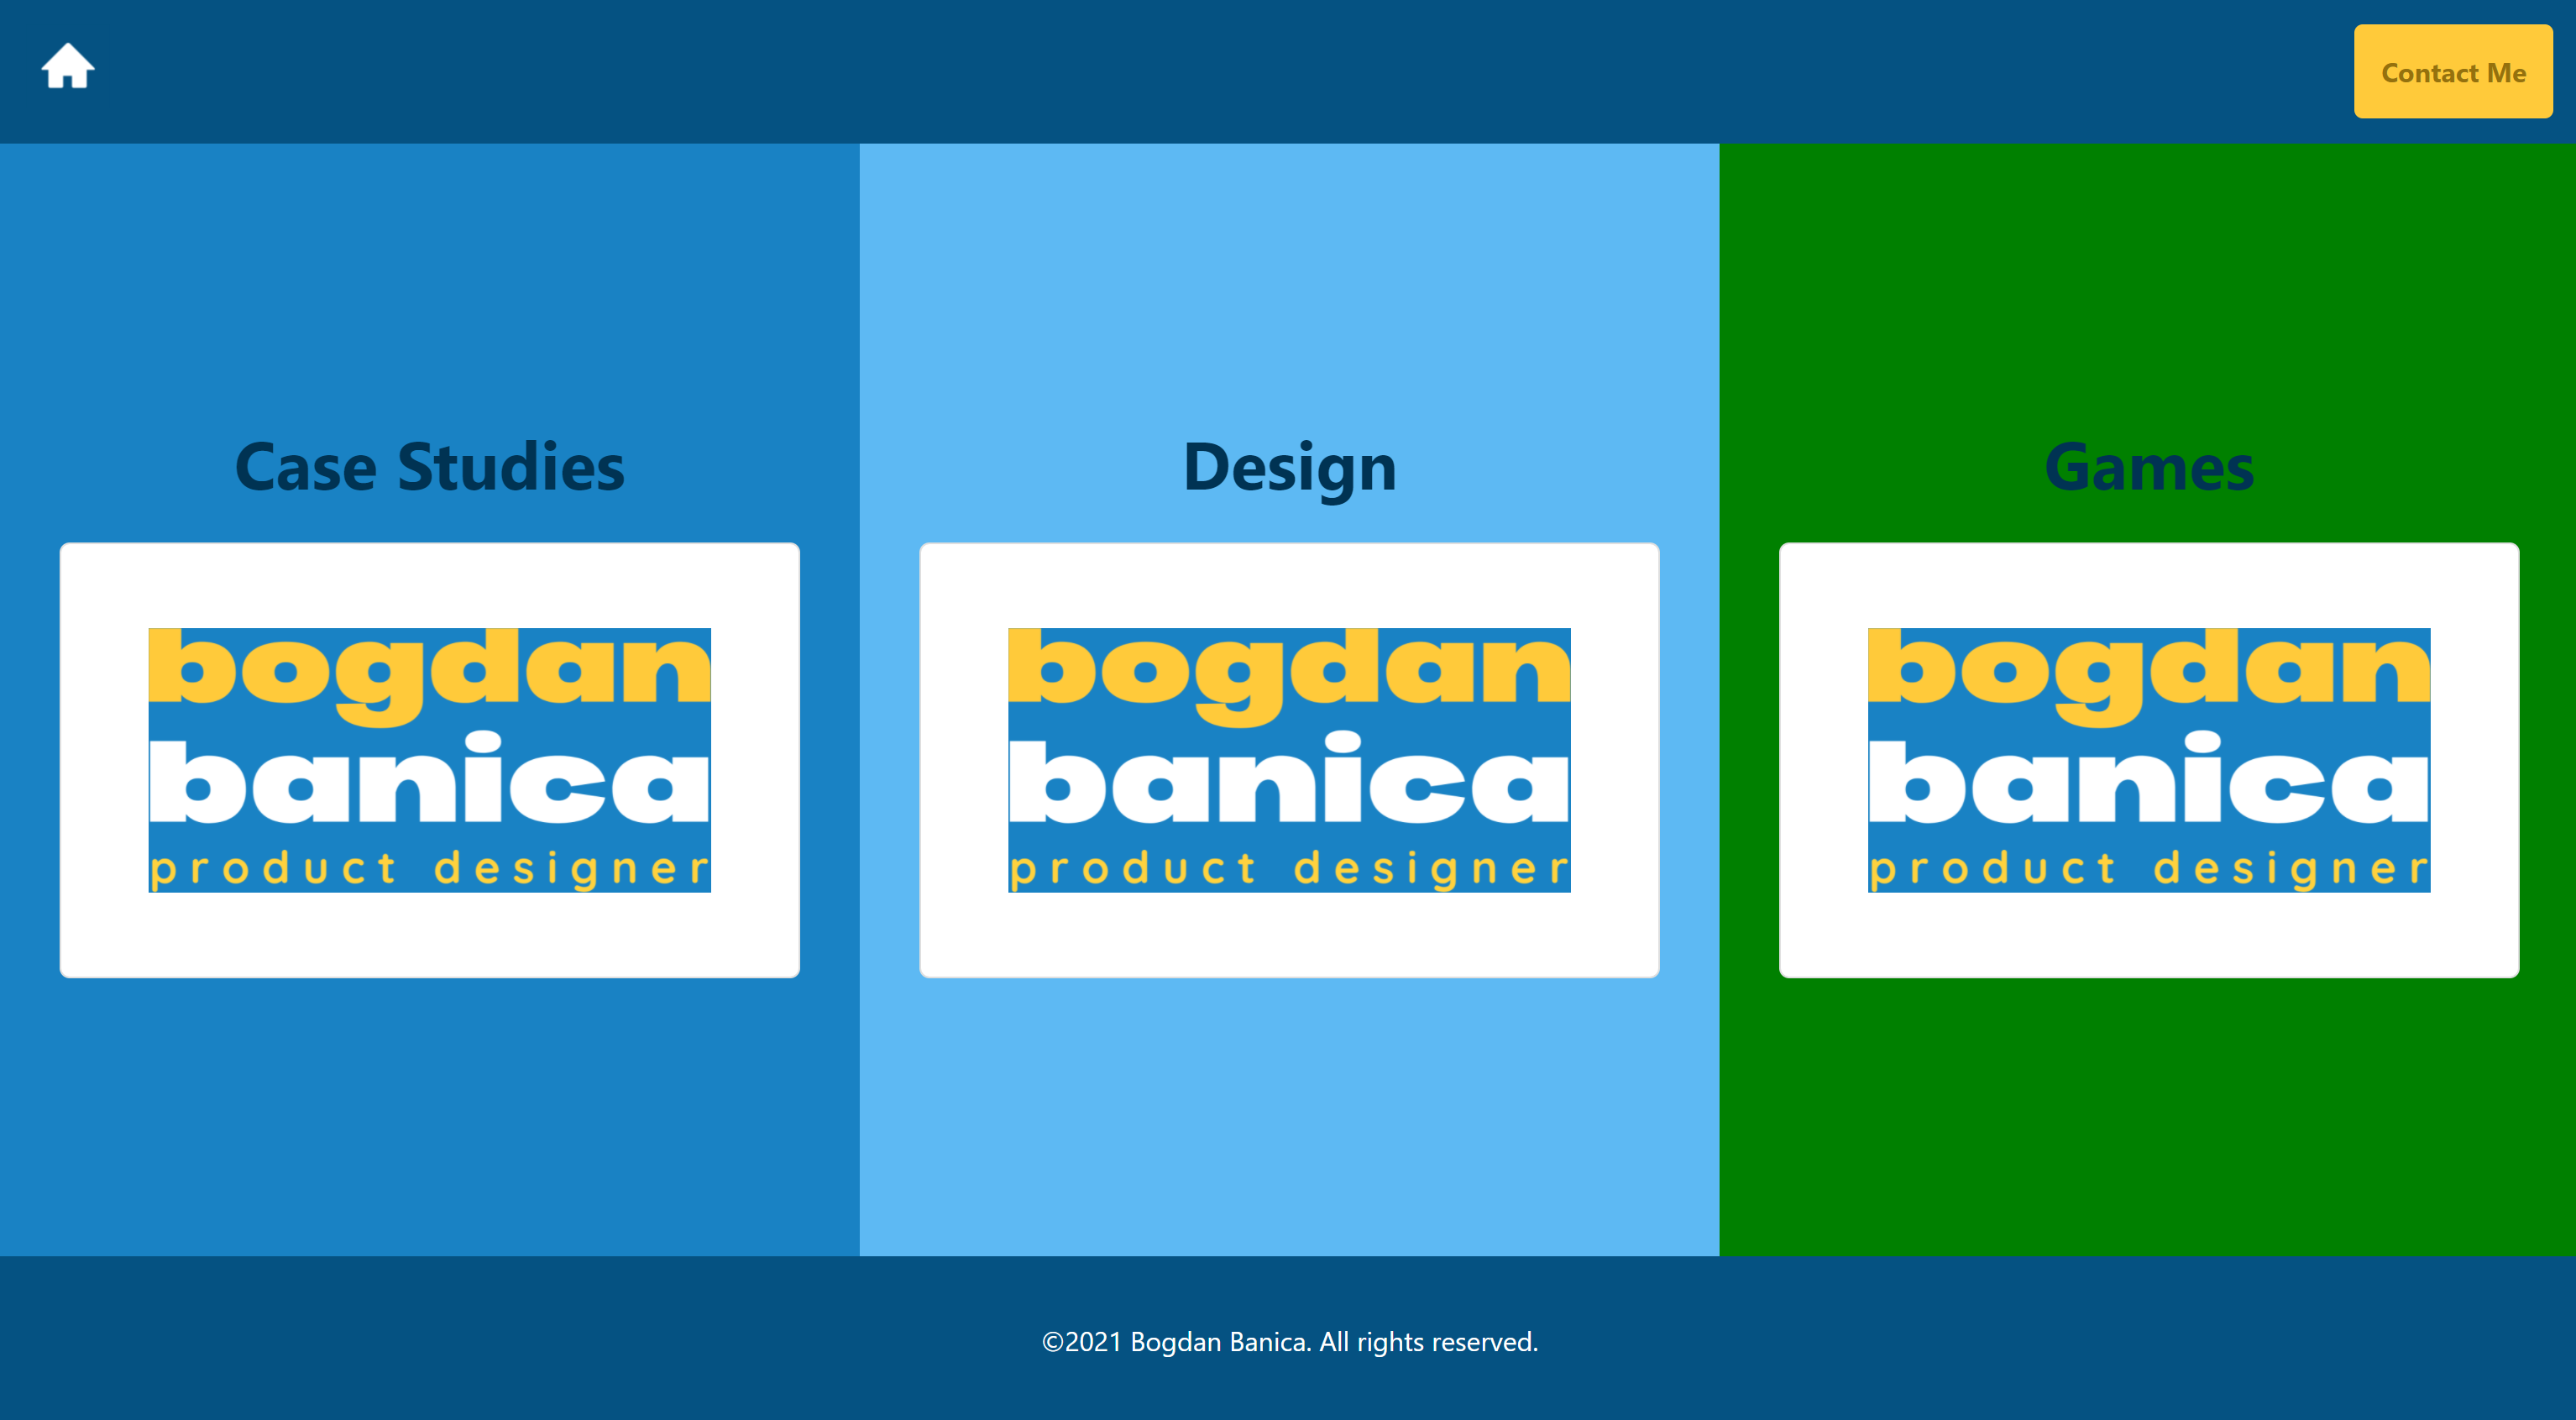 Contact Me
Case Studies
bogdan
banica
product designer
Design
bogdan
banica
product designer
Games
bogdan
banica
product designer
©2021 Bogdan Banica. All rights reserved.